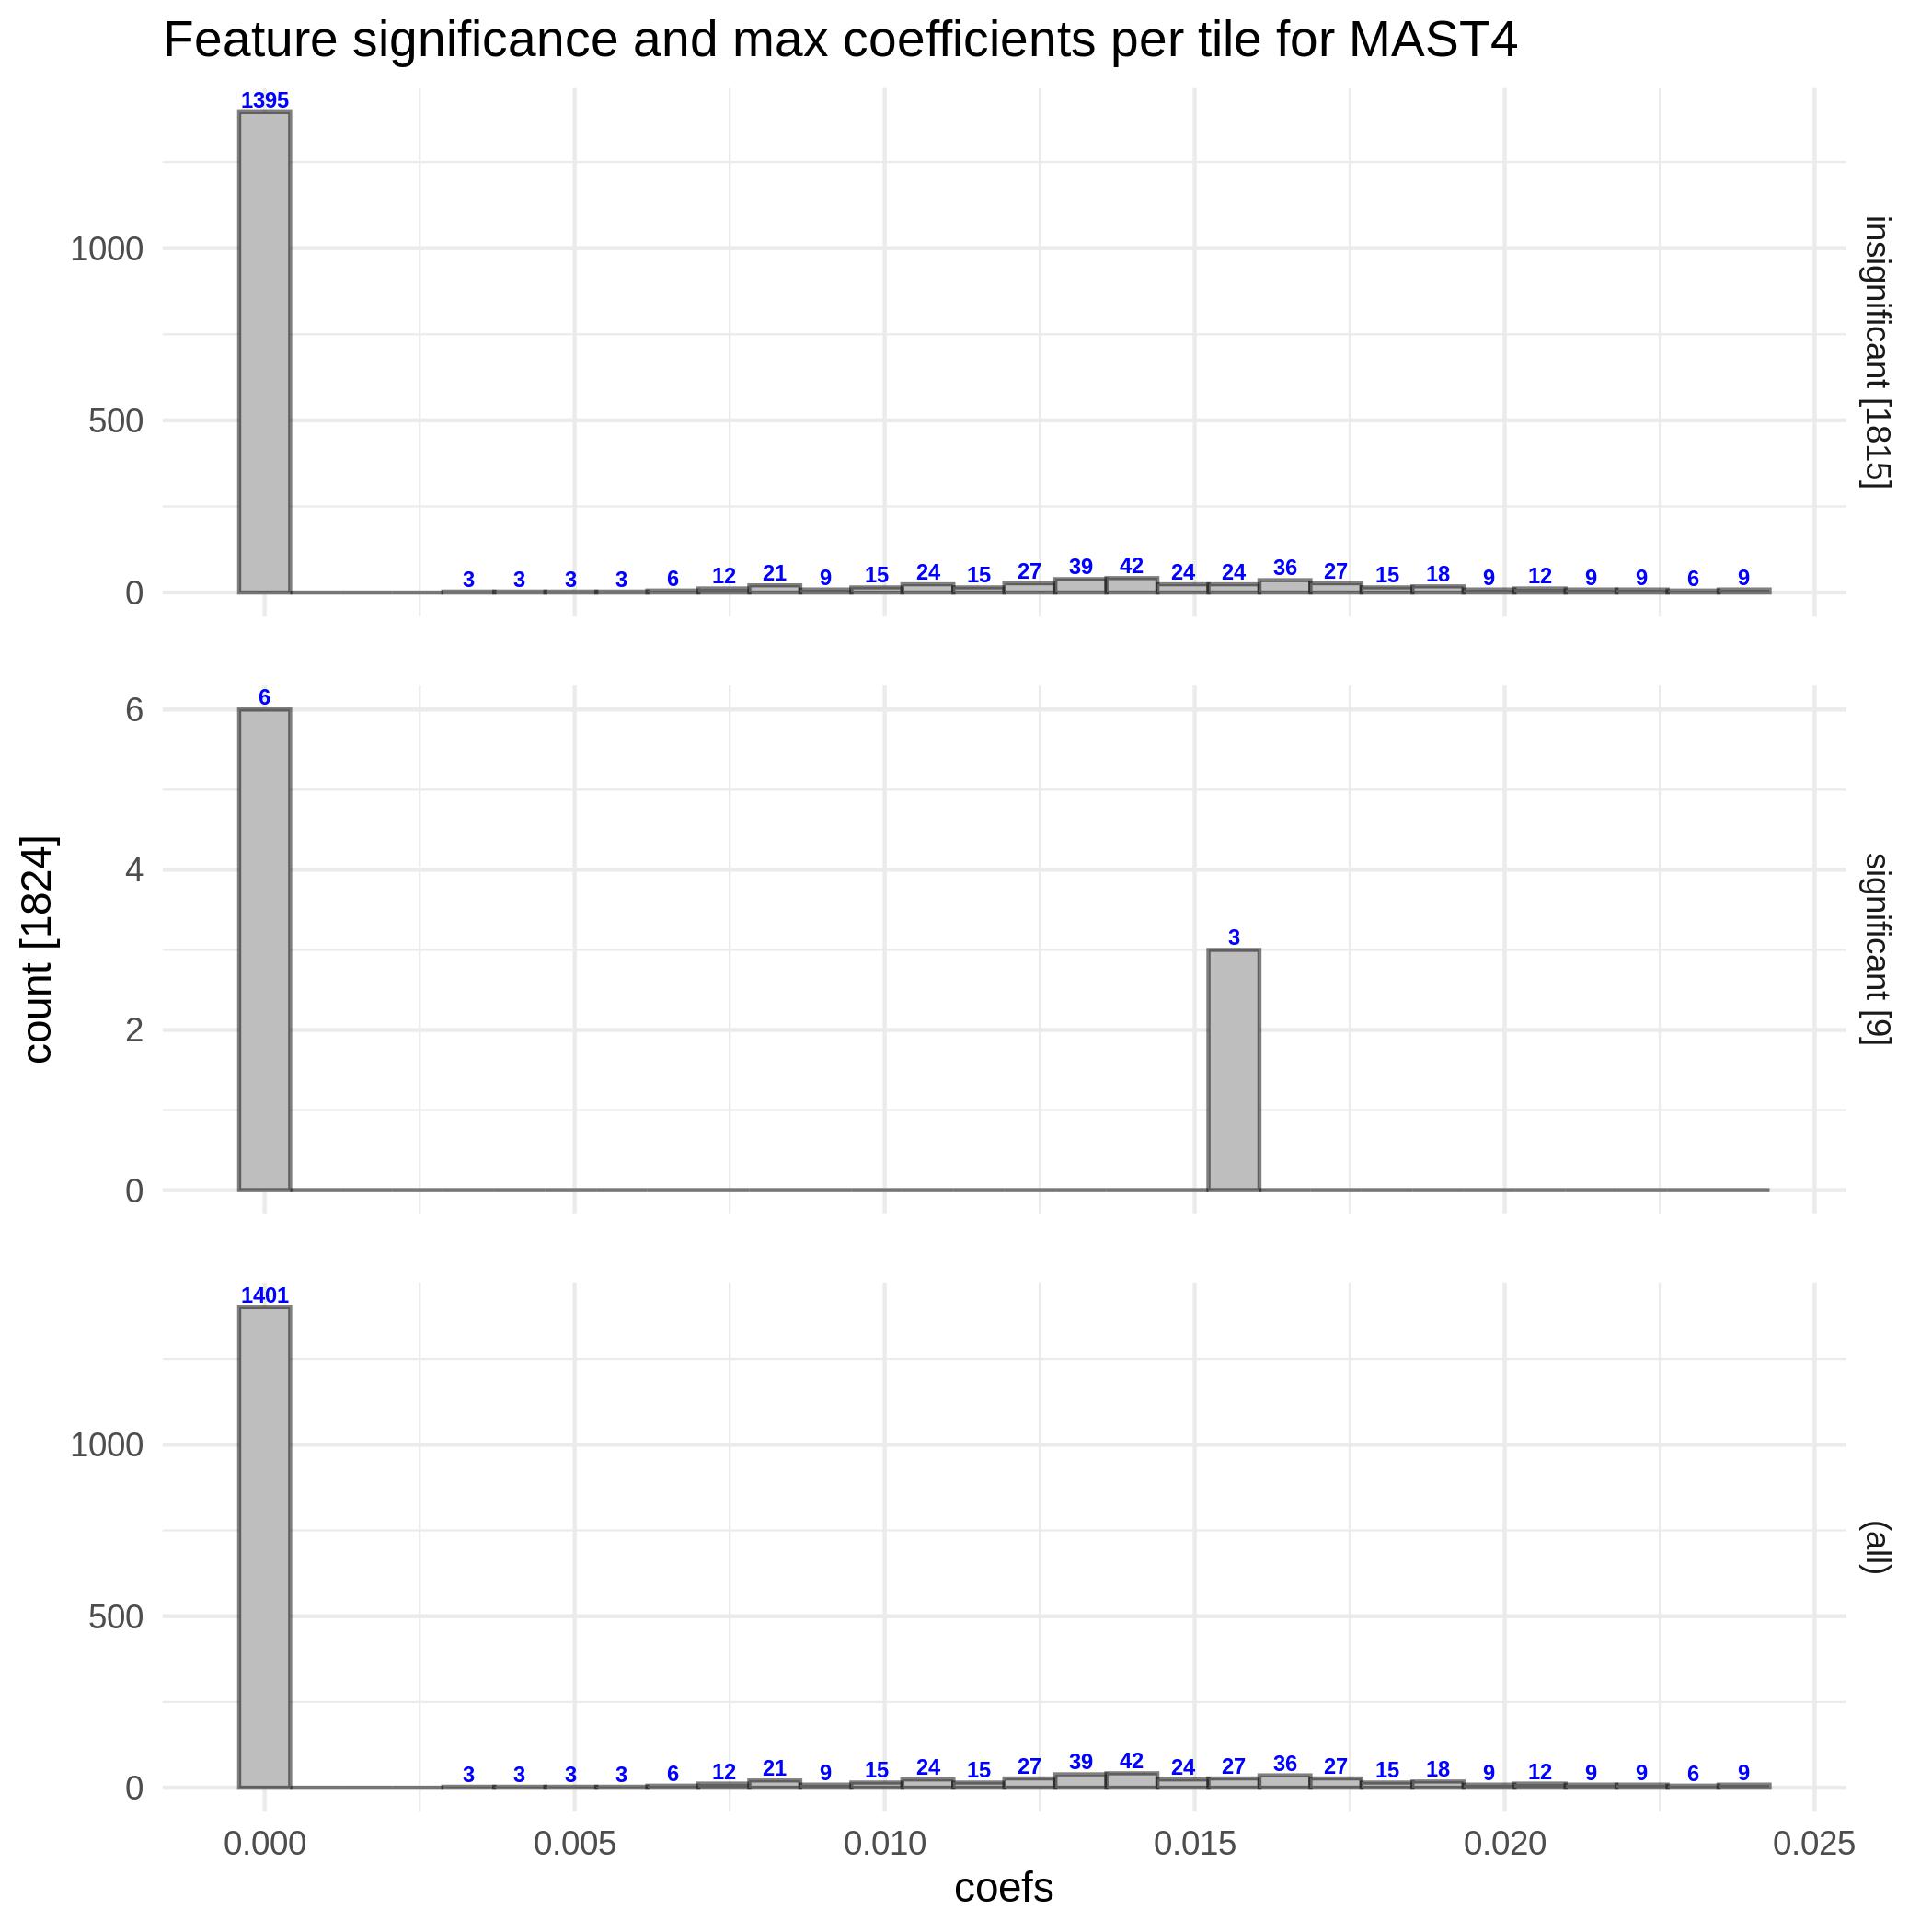 Feature significance and max coefficients per tile for MAST4
1395
1000
500
0
3 3 3 3 6 12 21 9 15 24 15 27 39 42 24 24 36 27 15 18 9 12 9 9 6 9
insignificant [1815]
6
6
4
2
0
3
significant [9]
count [1824]
1401
1000
500
0
3 3 3 3 6 12 21 9 15 24 15 27 39 42 24 27 36 27 15 18 9 12 9 9 6 9
(all)
0.000 0.005 0.010 0.015 0.020 0.025
coefs